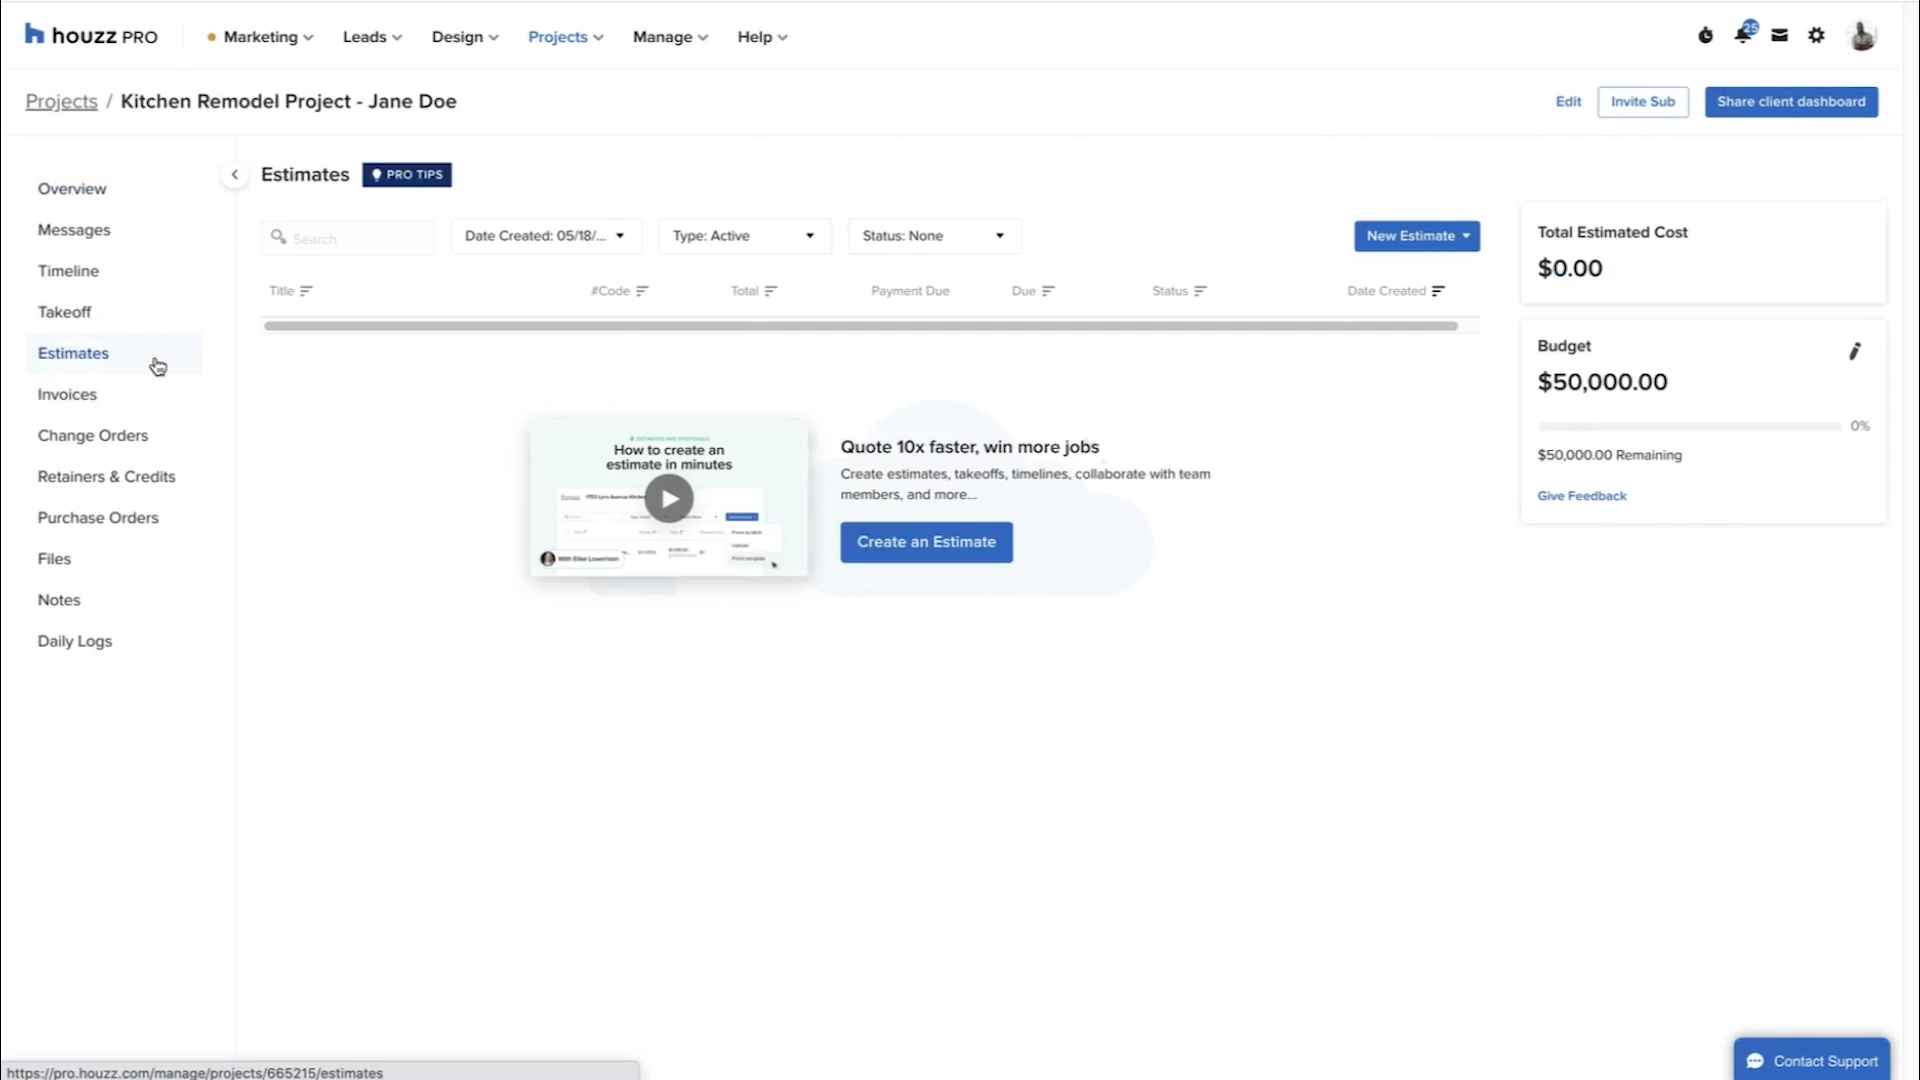 houzz PRO
Marketing
Leads
Design
Projects
Manage
Help
25
Projects / Kitchen Remodel Project - Jane Doe
Edit
Invite Sub
Share client dashboard
Overview
Messages
Timeline
Takeoff
Estimates
Invoices
Change Orders
Retainers & Credits
Purchase Orders
Files
Notes
Daily Logs
Estimates
PRO TIPS
Search
Date Created: 05/18/...
Type: Active
Status: None
New Estimate
Title
#Code
Total
Payment Due
Due
Status
Date Created
ESTIMATES AND PROPOSALS
How to create an
estimate in minutes
With Elise Lowertson
Quote 10x faster, win more jobs
Create estimates, takeoffs, timelines, collaborate with team
members, and more...
Create an Estimate
Total Estimated Cost
$0.00
Budget
$50,000.00
0%
$50,000.00 Remaining
Give Feedback
Contact Support
https://pro.houzz.com/manage/projects/665215/estimates